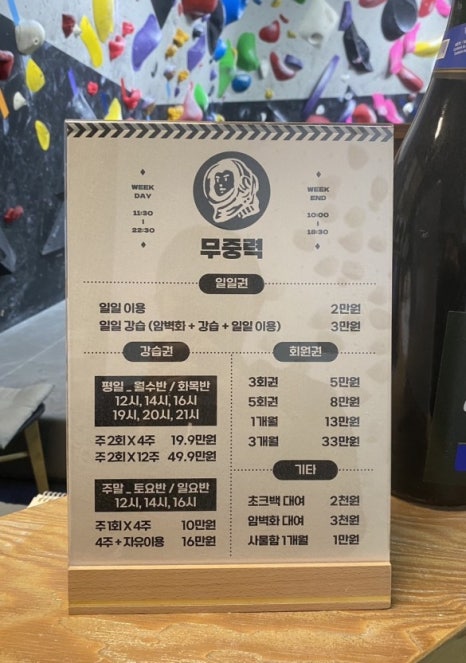 WEEK
DAY
11:30
22:30
WEEK
END
10:00
18:30
무중력
일일권
일일 이용 2만원
일일 강습 (암벽화 + 강습 + 일일 이용) 3만원
강습권
평일 _ 월수반 / 화목반
12시, 14시, 16시
19시, 20시, 21시
주 2회 X 4주 19.9만원
주 2회 X 12주 49.9만원
주말 _ 토요반 / 일요반
12시, 14시, 16시
주 1회 X 4주 10만원
4주 + 자유이용 16만원
회원권
3회권 5만원
5회권 8만원
1개월 13만원
3개월 33만원
기타
초크백 대여 2천원
암벽화 대여 3천원
사물함 1개월 1만원